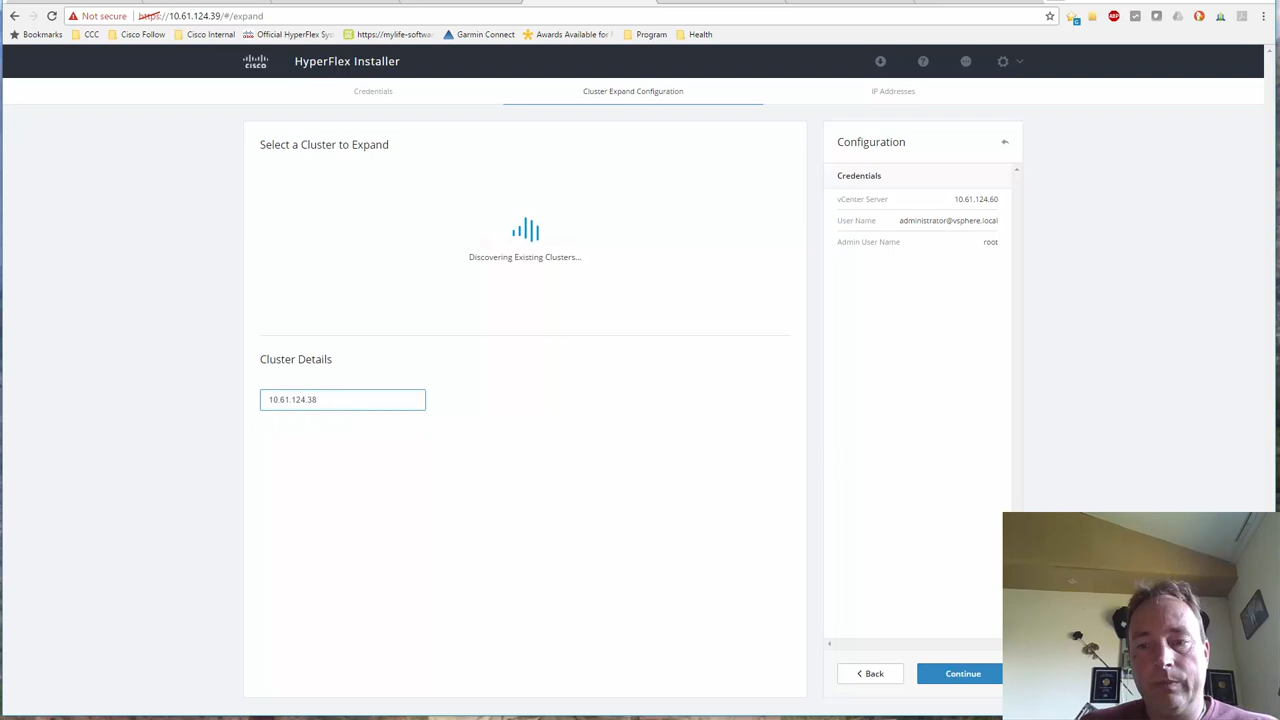 Not secure | https://10.61.124.39/#/expand
Bookmarks CCC Cisco Follow Cisco Internal Official HyperFlex Sys https://mylife-softwa Garmin Connect Awards Available for Program Health
CISCO HyperFlex Installer
Credentials Cluster Expand Configuration IP Addresses
Select a Cluster to Expand
Discovering Existing Clusters...
Cluster Details
10.61.124.38
Configuration
Credentials
vCenter Server 10.61.124.60
User Name administrator@vsphere.local
Admin User Name root
Back Continue